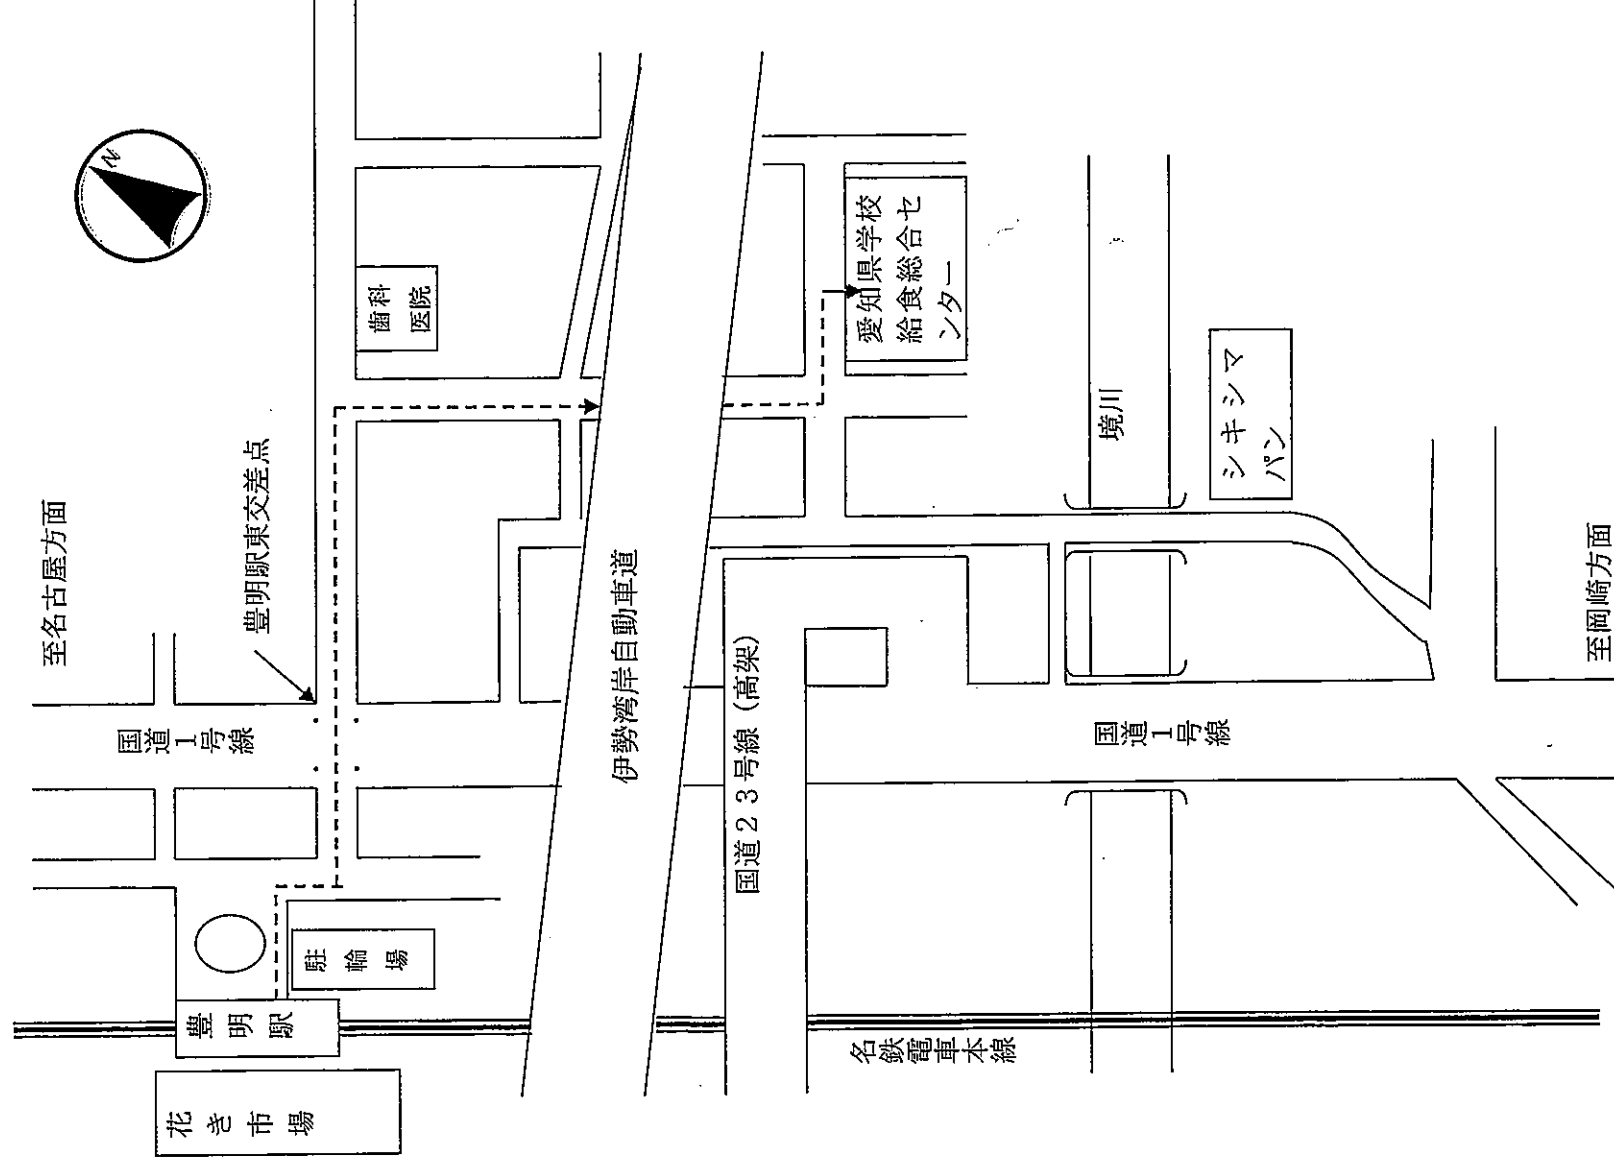 N
至名古屋方面
豊明駅東交差点
国道1号線
歯科
医院
伊勢湾岸自動車道
国道23号線（高架）
愛知県学校
給食総合セ
ンター
境川
シキシマ
パン
国道1号線
至岡崎方面
豊明駅
駐輪場
花き市場
名鉄電車本線